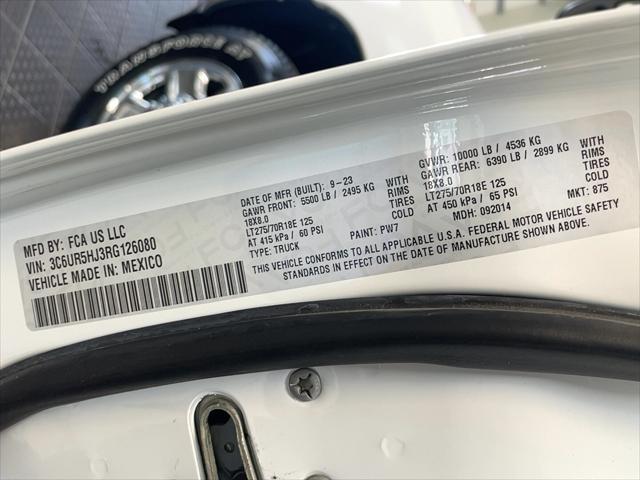 TRANSFORCE AT
MFD BY: FCA US LLC
VIN: 3C6UR5HJ3RG126080
VEHICLE MADE IN: MEXICO
DATE OF MFR (BUILT): 9-23
GAWR FRONT: 5500 LB / 2495 KG WITH
18X8.0 RIMS
LT275/70R18E 125 TIRES
AT 415 kPa / 60 PSI COLD
TYPE: TRUCK
PAINT: PW7
GVWR: 10000 LB / 4536 KG
GAWR REAR: 6390 LB / 2899 KG WITH
18X8.0 RIMS
LT275/70R18E 125 TIRES
AT 450 kPa / 65 PSI COLD
MDH: 092014 MKT: 875
THIS VEHICLE CONFORMS TO ALL APPLICABLE U.S.A. FEDERAL MOTOR VEHICLE SAFETY
STANDARDS IN EFFECT ON THE DATE OF MANUFACTURE SHOWN ABOVE.